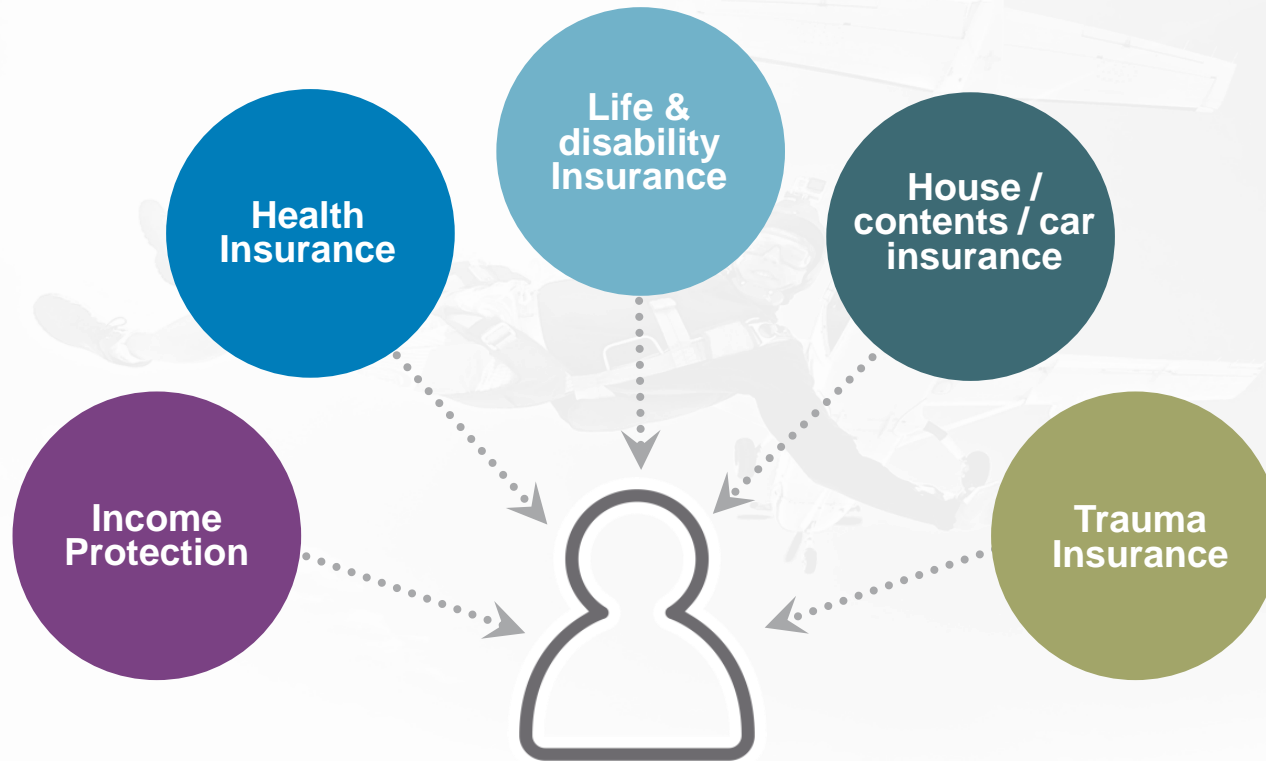 Life &
disability
Insurance
Health
Insurance
House /
contents / car
insurance
Income
Protection
Trauma
Insurance